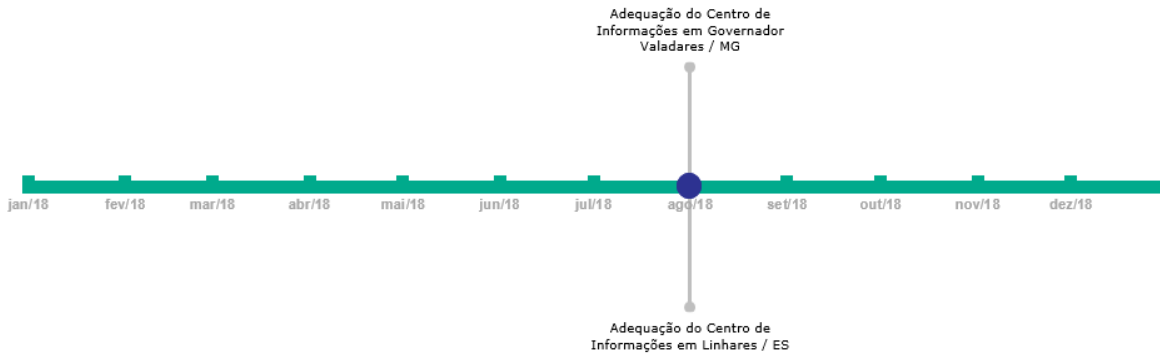 Adequação do Centro de
Informações em Governador
Valadares / MG
jan/18 fev/18 mar/18 abr/18 mai/18 jun/18 jul/18 ago/18 set/18 out/18 nov/18 dez/18
Adequação do Centro de
Informações em Linhares / ES